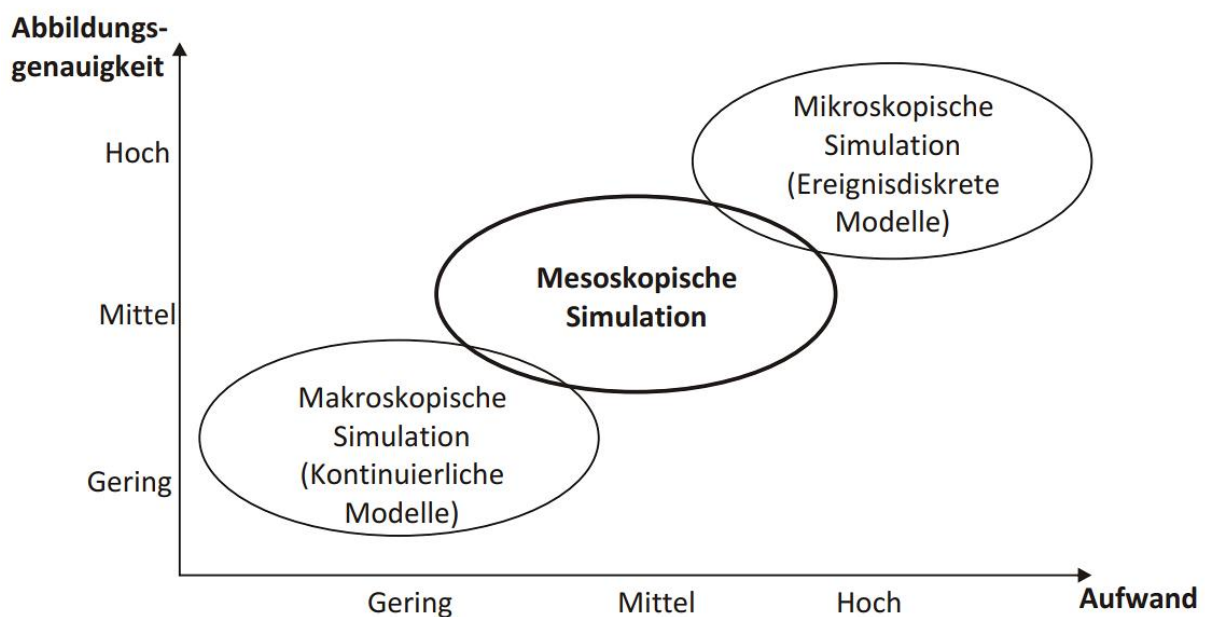 Abbildungs-
genauigkeit
Hoch
Mikroskopische
Simulation
(Ereignisdiskrete
Modelle)
Mittel
Mesoskopische
Simulation
Gering
Makroskopische
Simulation
(Kontinuierliche
Modelle)
Gering
Mittel
Hoch
Aufwand